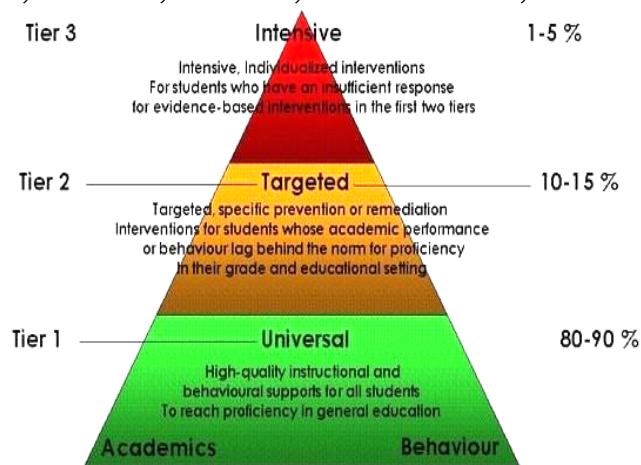 Tier 3 Intensive 1-5 %
Intensive, Individualized interventions
For students who have an insufficient response
for evidence-based interventions in the first two tiers
Tier 2 Targeted 10-15 %
Targeted, specific prevention or remediation
Interventions for students whose academic performance
or behaviour lag behind the norm for proficiency
In their grade and educational setting
Tier 1 Universal 80-90 %
High-quality instructional and
behavioural supports for all students
To reach proficiency in general education
Academics Behaviour